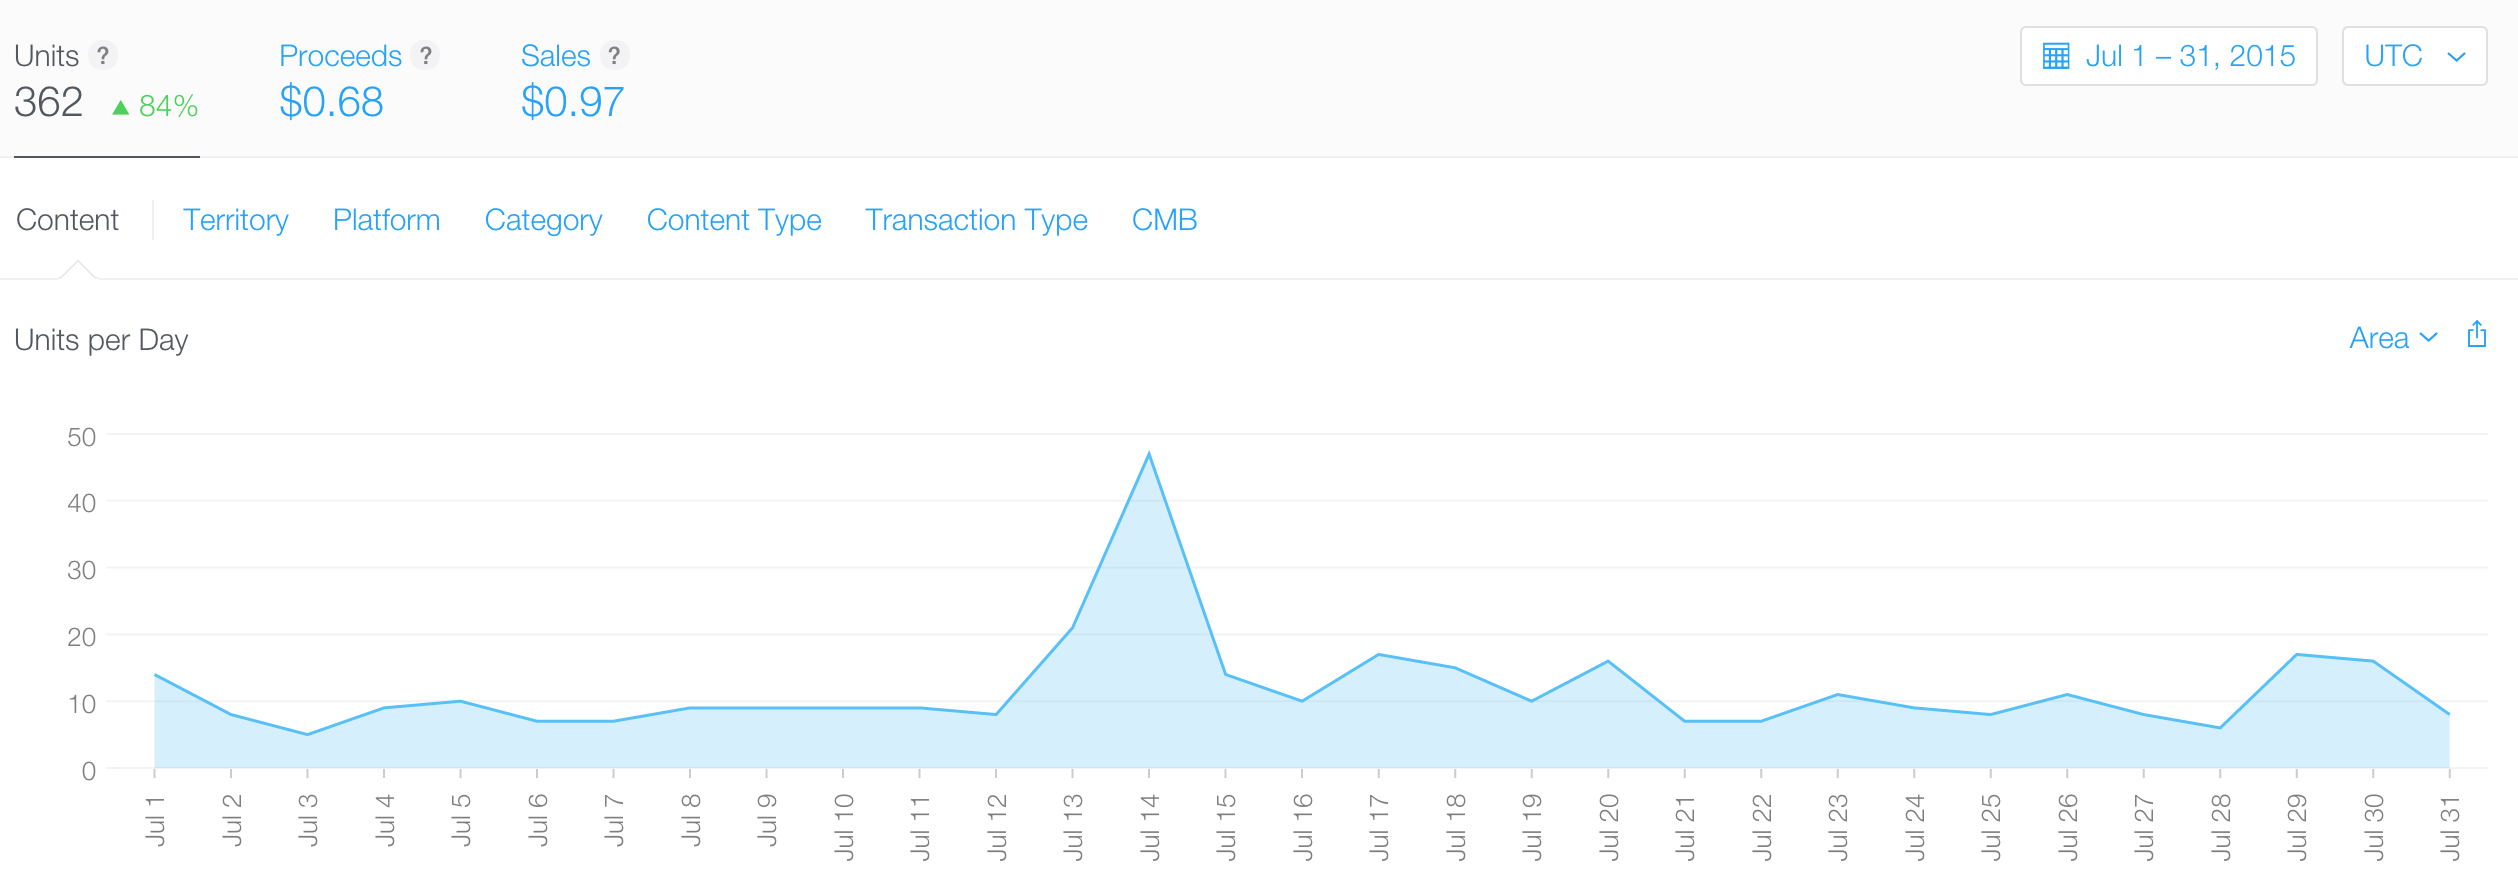 Units ? Proceeds ? Sales ? Jul 1 – 31, 2015 UTC
362 ▲ 84% $0.68 $0.97
Content Territory Platform Category Content Type Transaction Type CMB
Units per Day Area
50
40
30
20
10
0
Jul 1 Jul 2 Jul 3 Jul 4 Jul 5 Jul 6 Jul 7 Jul 8 Jul 9 Jul 10 Jul 11 Jul 12 Jul 13 Jul 14 Jul 15 Jul 16 Jul 17 Jul 18 Jul 19 Jul 20 Jul 21 Jul 22 Jul 23 Jul 24 Jul 25 Jul 26 Jul 27 Jul 28 Jul 29 Jul 30 Jul 31